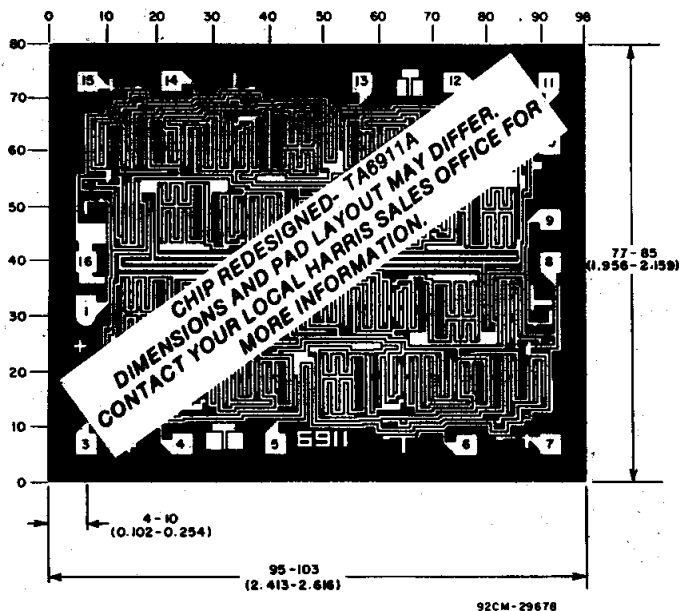 0 10 20 30 40 50 60 70 80 90 98
80
70
60
50
40
30
20
10
0
15 14 13 12 11
9
16 8
1
3 4 5 6911 6 7
CHIP REDESIGNED- TA6911A
DIMENSIONS AND PAD LAYOUT MAY DIFFER.
CONTACT YOUR LOCAL HARRIS SALES OFFICE FOR
MORE INFORMATION.
77-85
(1.956-2.159)
4-10
(0.102-0.254)
95-103
(2.413-2.616)
92CM-29678